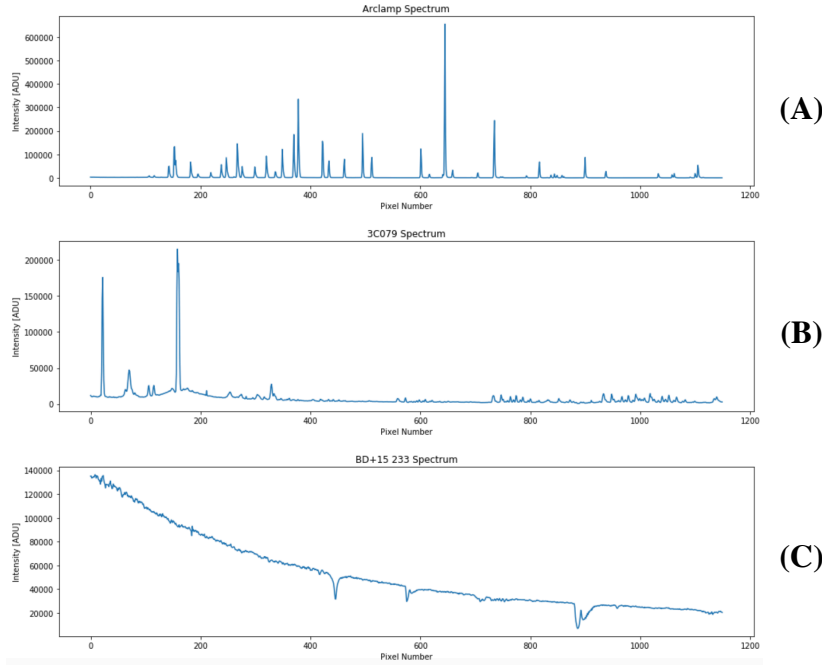 Arclamp Spectrum
600000
500000
400000
300000
200000
100000
0
Intensity [ADU]
0 200 400 600 800 1000 1200
Pixel Number
(A)
3C079 Spectrum
200000
150000
100000
50000
0
Intensity [ADU]
0 200 400 600 800 1000 1200
Pixel Number
(B)
BD+15 233 Spectrum
140000
120000
100000
80000
60000
40000
20000
Intensity [ADU]
0 200 400 600 800 1000 1200
Pixel Number
(C)